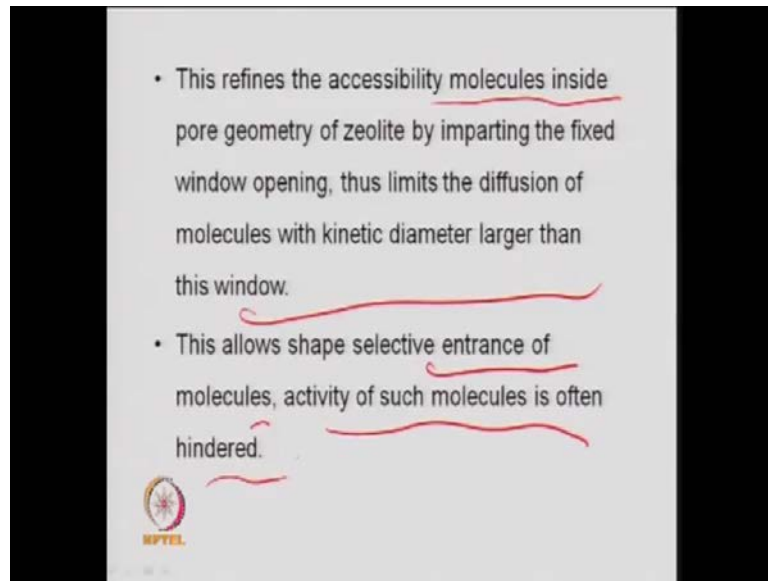 • This refines the accessibility molecules inside
pore geometry of zeolite by imparting the fixed
window opening, thus limits the diffusion of
molecules with kinetic diameter larger than
this window.
• This allows shape selective entrance of
molecules, activity of such molecules is often
hindered.
NPTEL